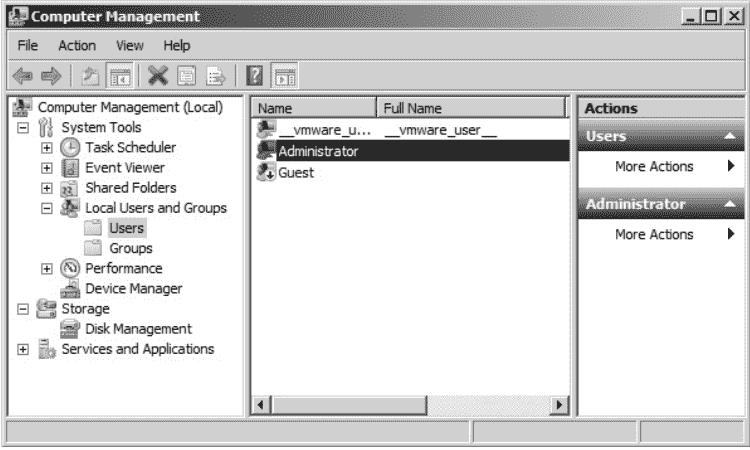 Computer Management
File Action View Help
Computer Management (Local)
System Tools
Task Scheduler
Event Viewer
Shared Folders
Local Users and Groups
Users
Groups
Performance
Device Manager
Storage
Disk Management
Services and Applications
Name Full Name
__vmware_u... __vmware_user__
Administrator
Guest
Actions
Users
More Actions
Administrator
More Actions